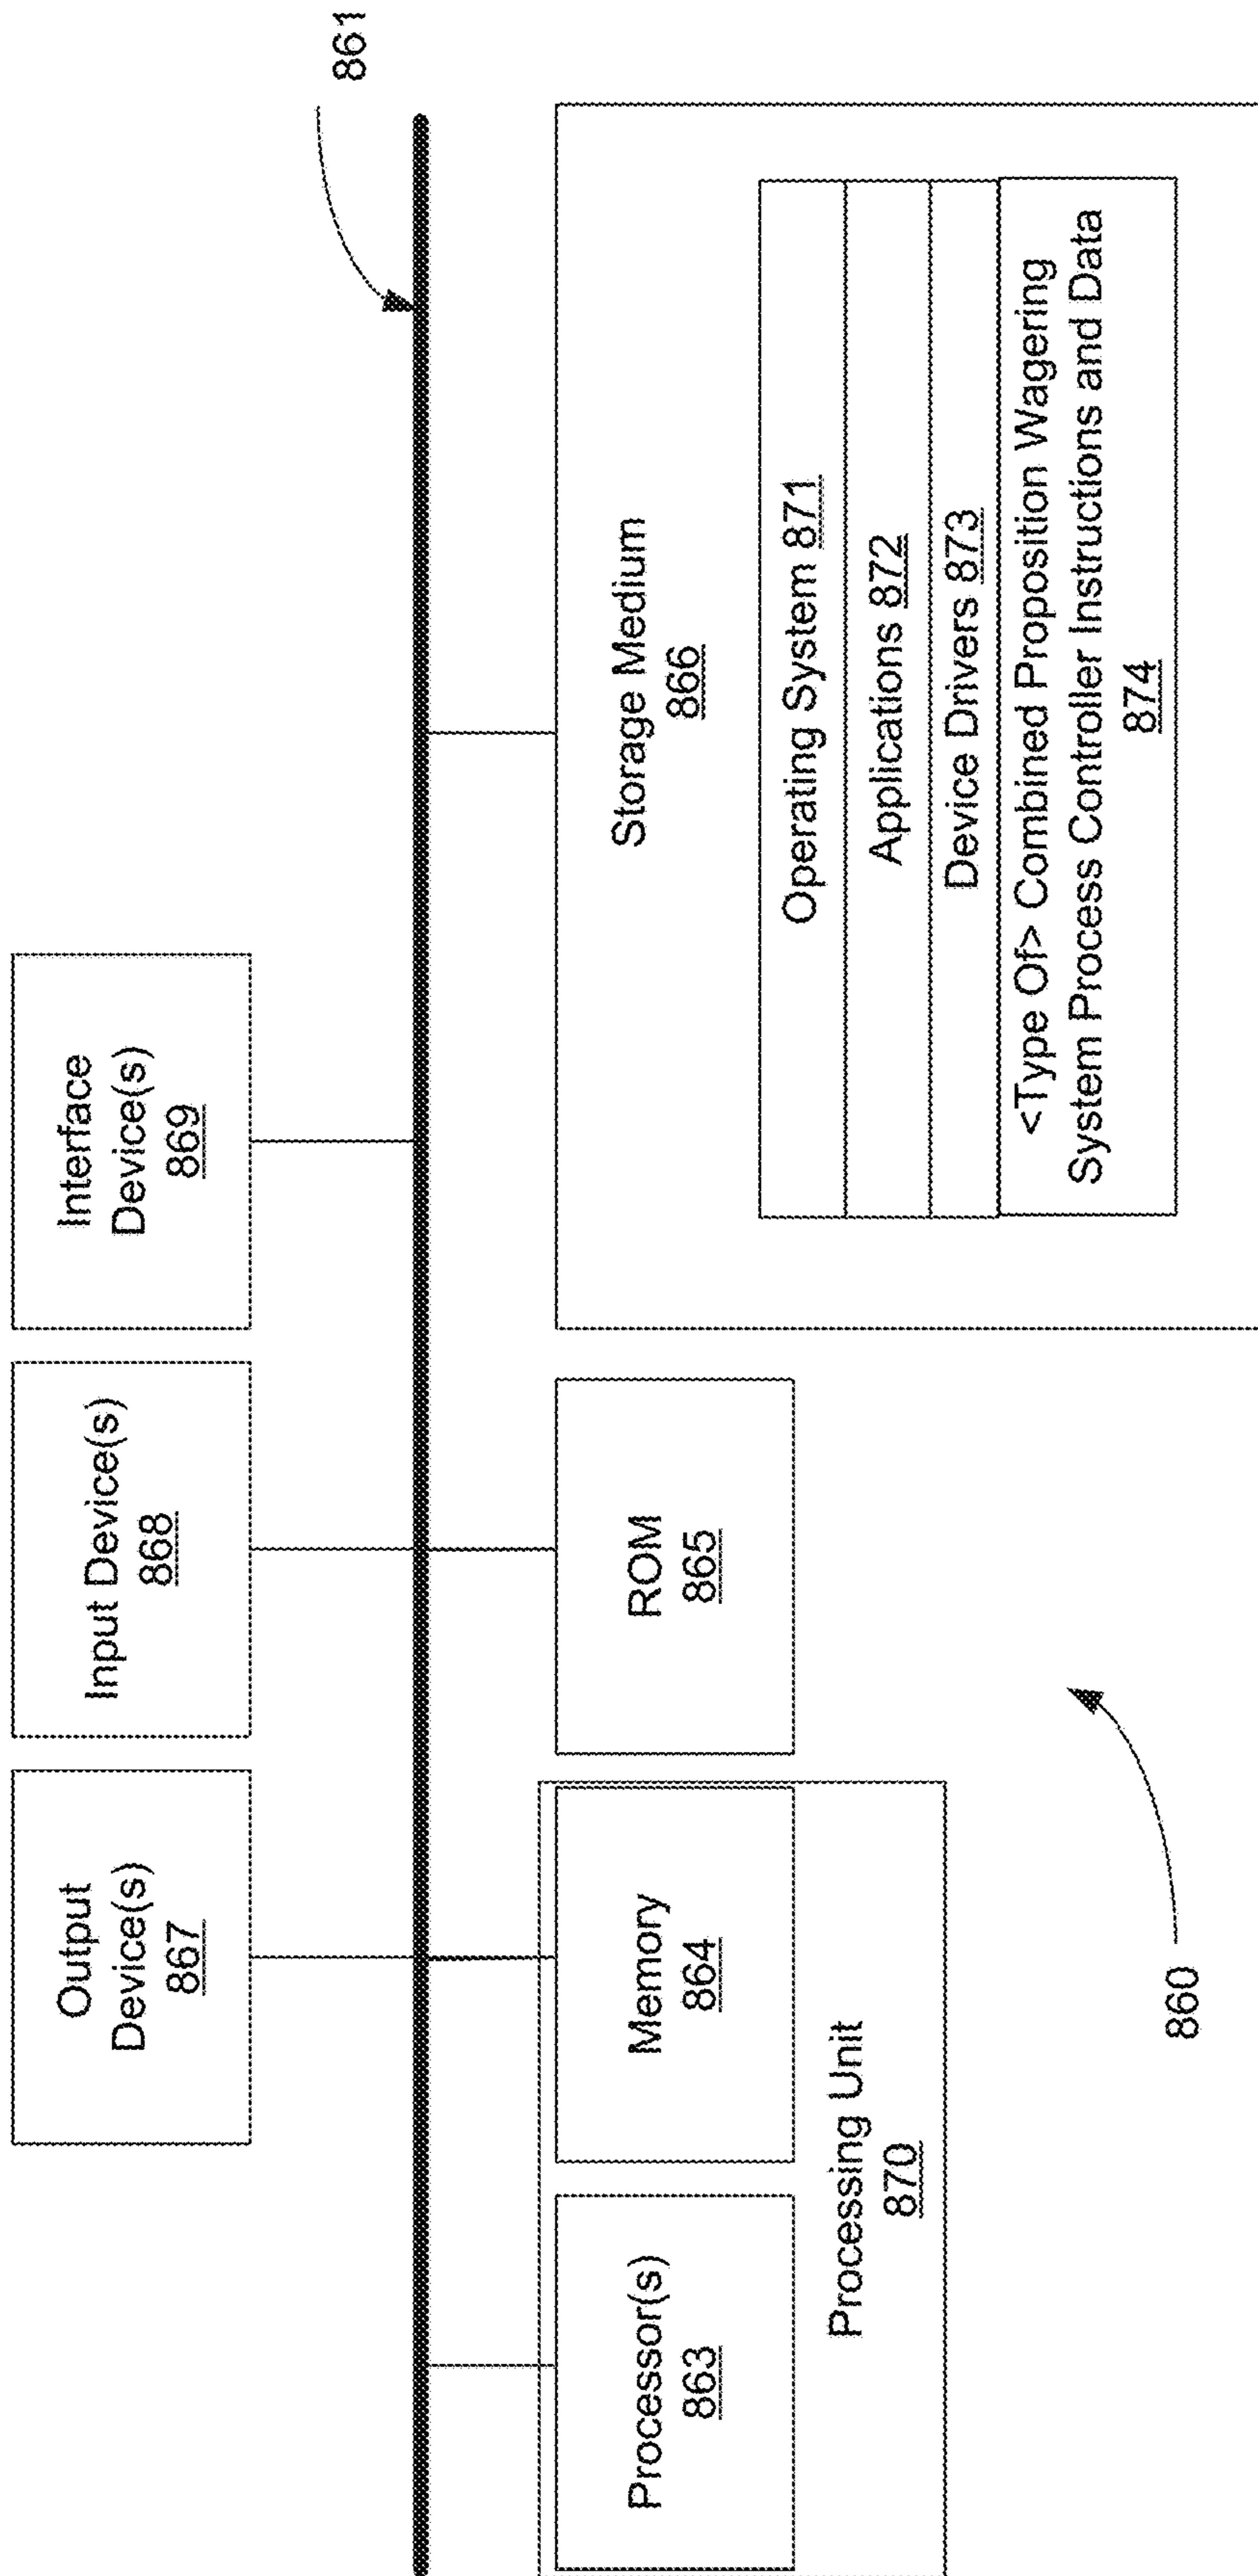 861
Output
Device(s)
867
Input Device(s)
868
Interface
Device(s)
869
Processor(s)
863
Memory
864
Processing Unit
870
ROM
865
Storage Medium
866
Operating System 871
Applications 872
Device Drivers 873
<Type Of> Combined Proposition Wagering
System Process Controller Instructions and Data
874
860